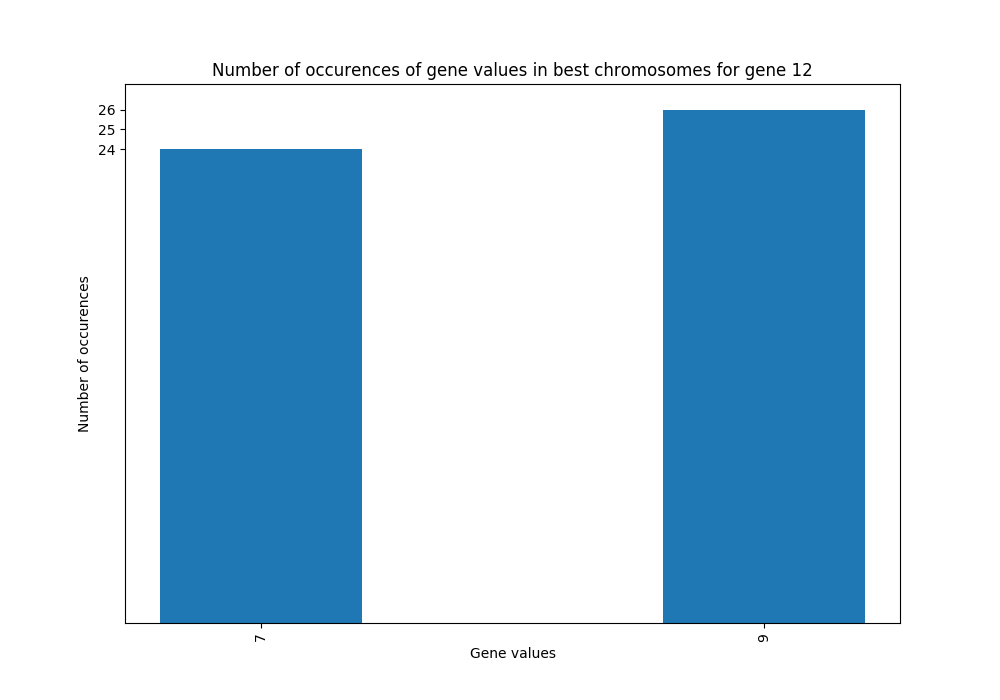 Number of occurences of gene values in best chromosomes for gene 12
26
25
24
Number of occurences
7
9
Gene values